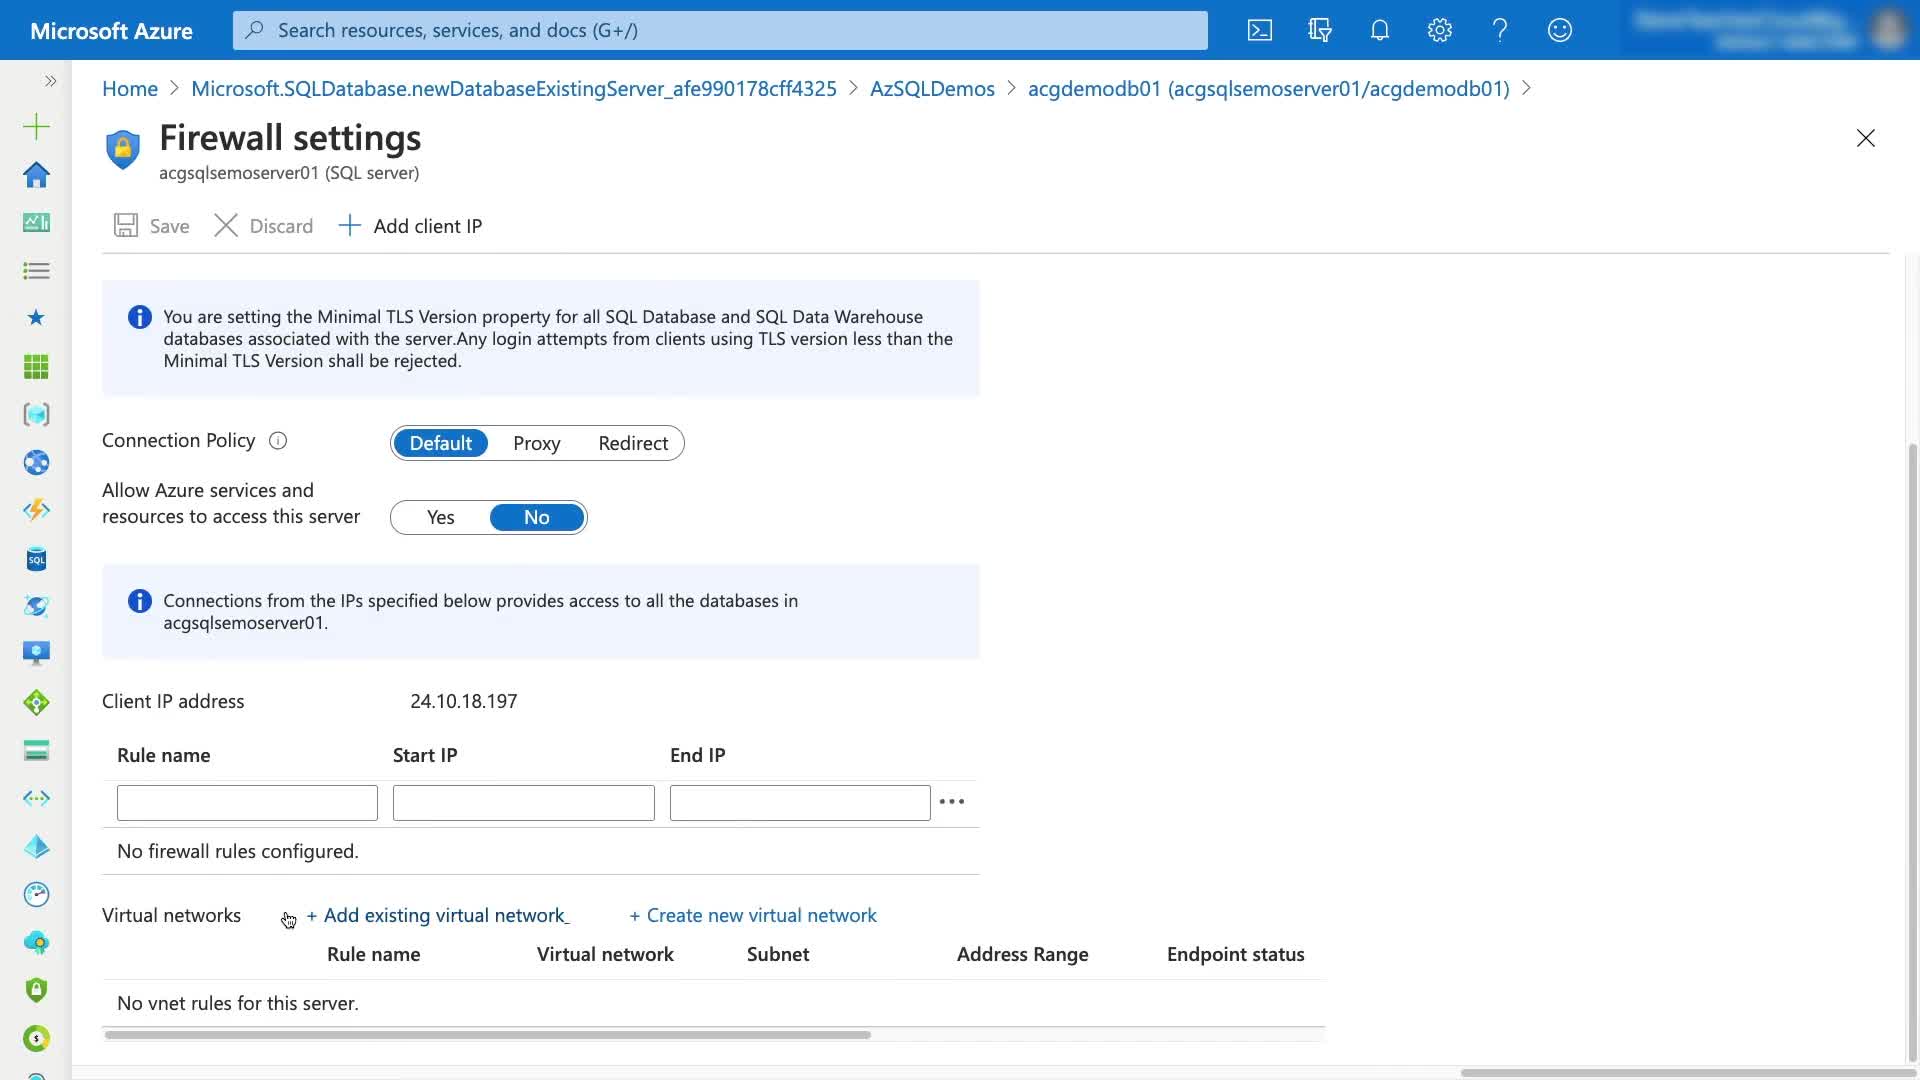 Microsoft Azure
Search resources, services, and docs (G+/)
Home > Microsoft.SQLDatabase.newDatabaseExistingServer_afe990178cff4325 > AzSQLDemos > acgdemodb01 (acgsqlsemoserver01/acgdemodb01) >
Firewall settings
acgsqlsemoserver01 (SQL server)
Save Discard + Add client IP
You are setting the Minimal TLS Version property for all SQL Database and SQL Data Warehouse
databases associated with the server.Any login attempts from clients using TLS version less than the
Minimal TLS Version shall be rejected.
Connection Policy Default Proxy Redirect
Allow Azure services and
resources to access this server Yes No
Connections from the IPs specified below provides access to all the databases in
acgsqlsemoserver01.
Client IP address 24.10.18.197
Rule name Start IP End IP
No firewall rules configured.
Virtual networks + Add existing virtual network + Create new virtual network
Rule name Virtual network Subnet Address Range Endpoint status
No vnet rules for this server.
SQL